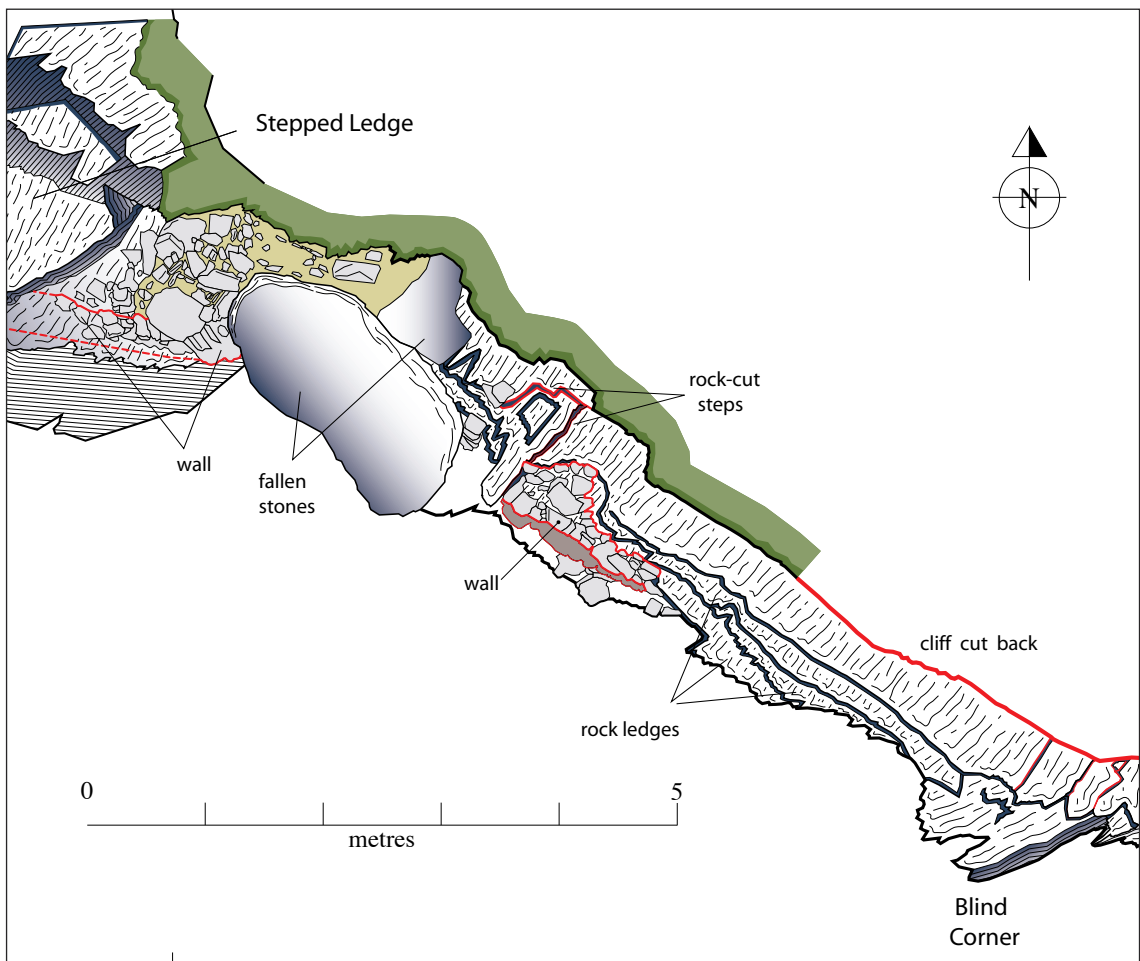 Stepped Ledge
N
rock-cut
steps
wall
fallen
stones
wall
cliff cut back
rock ledges
0
5
metres
Blind
Corner